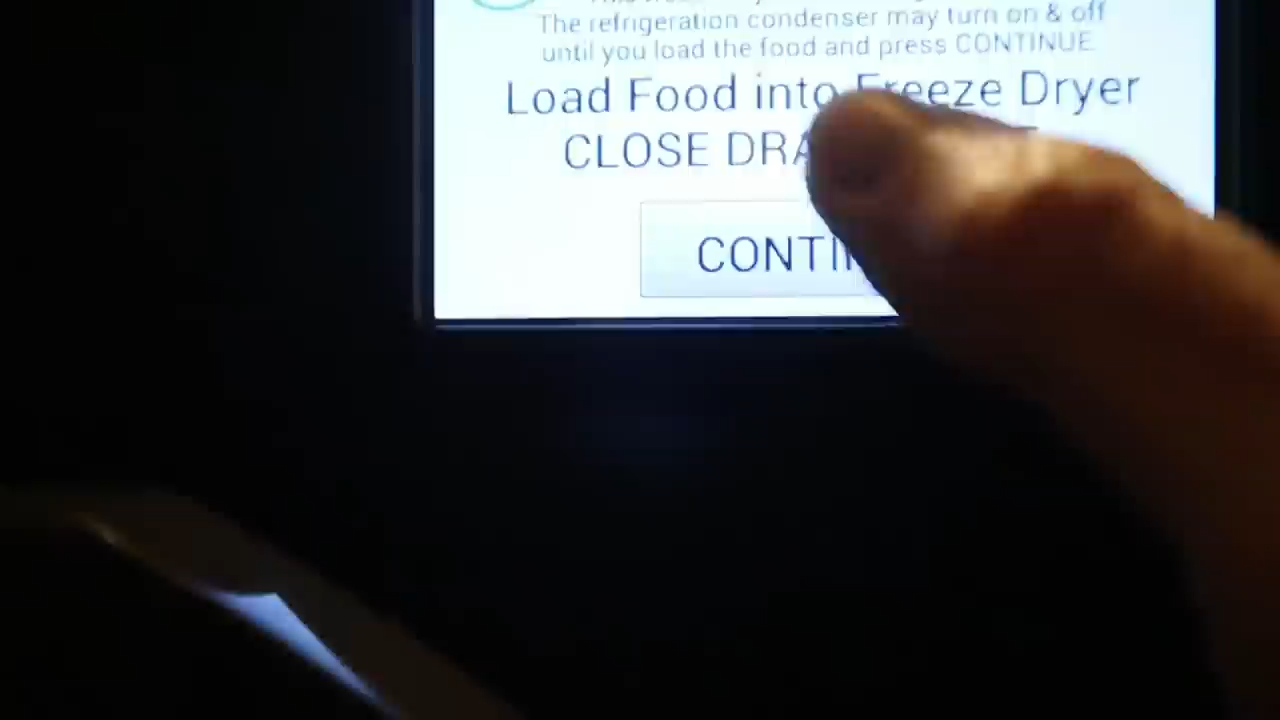 The refrigeration condenser may turn on & off
until you load the food and press CONTINUE
Load Food into Freeze Dryer
CLOSE DRA
CONTI